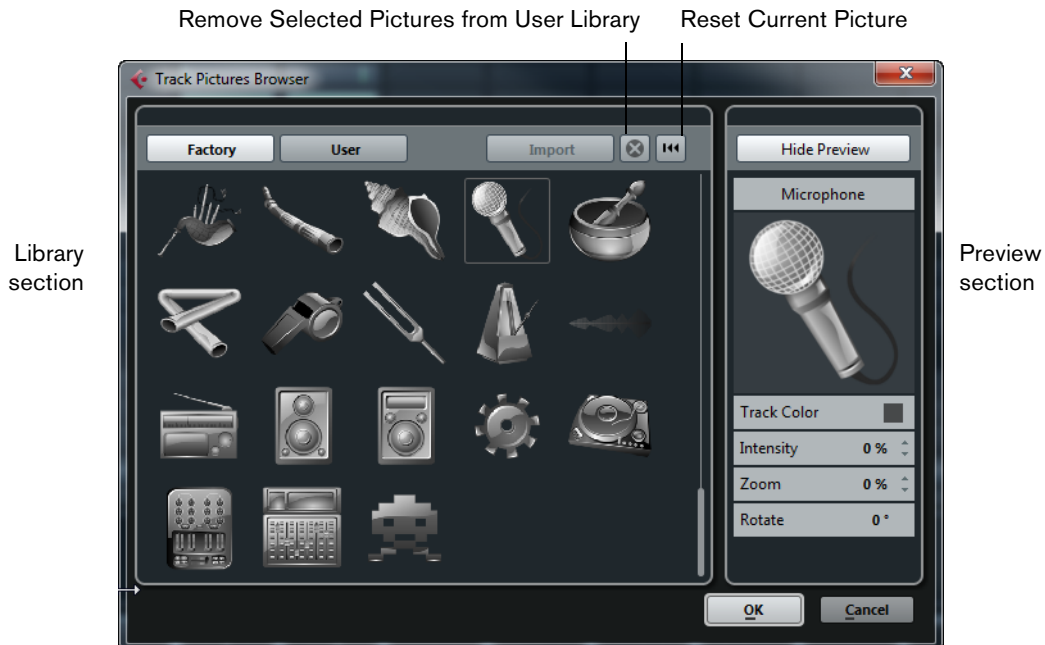 Remove Selected Pictures from User Library
Reset Current Picture
Track Pictures Browser
Factory
User
Import
Hide Preview
Microphone
Library
section
Preview
section
Track Color
Intensity 0 %
Zoom 0 %
Rotate 0 °
OK
Cancel